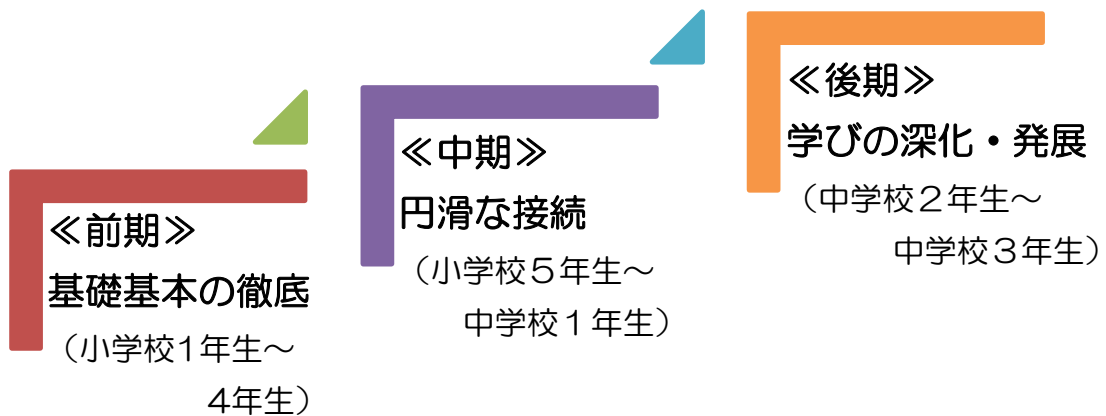 ≪前期≫
基礎基本の徹底
（小学校1年生～
4年生）
≪中期≫
円滑な接続
（小学校５年生～
中学校１年生）
≪後期≫
学びの深化・発展
（中学校２年生～
中学校３年生）